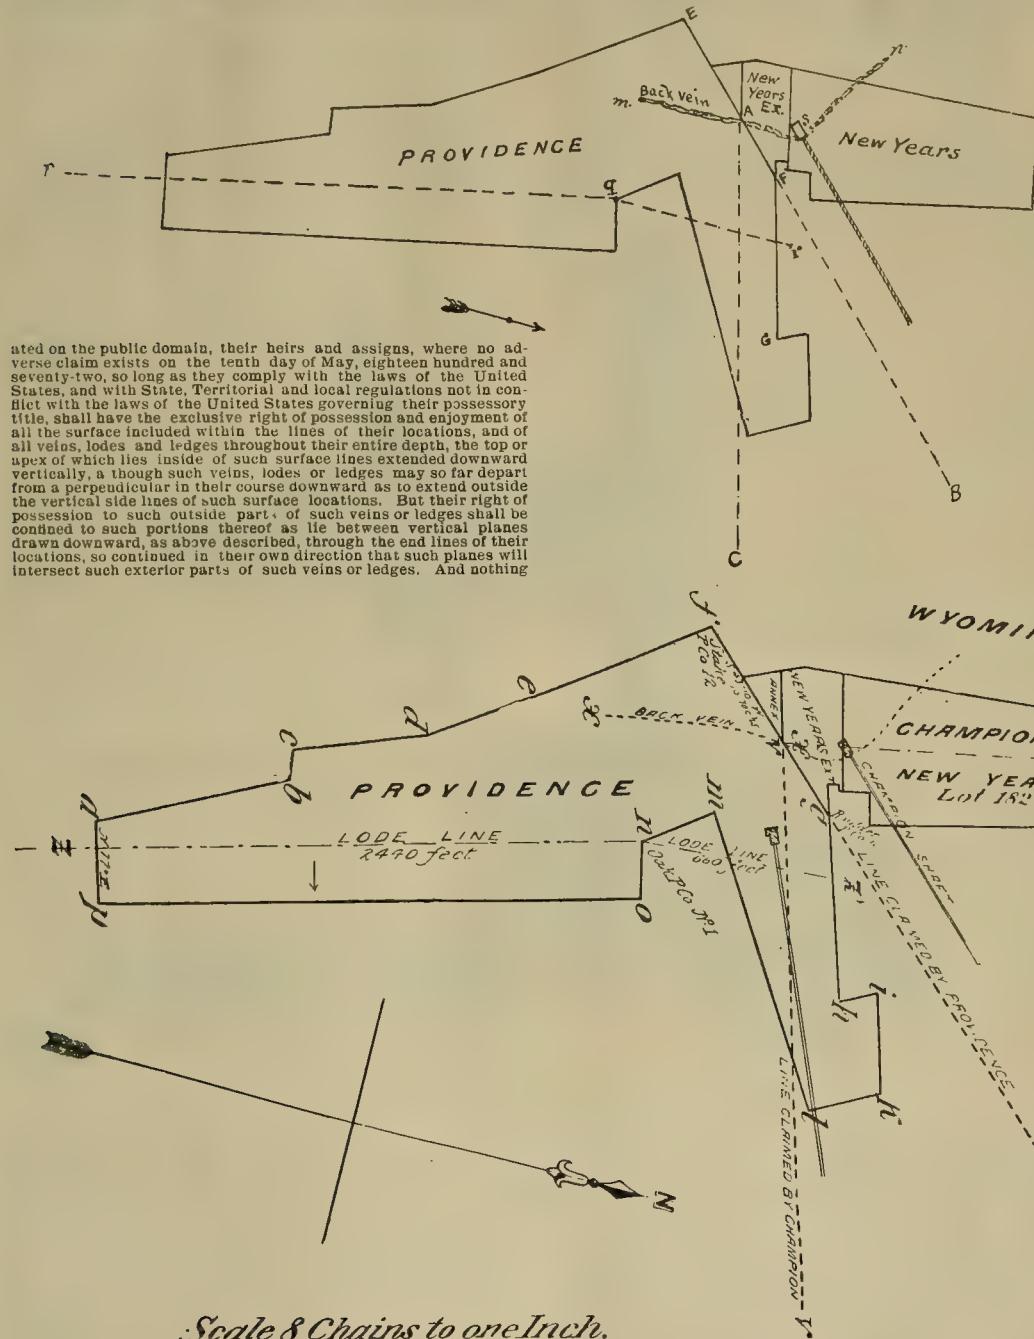 E
New
Years
Ex.
n.
m.
Back vein
A
S
New Years
PROVIDENCE
r
q
F
G
B
C
ated on the public domain, their heirs and assigns, where no ad-
verse claim exists on the tenth day of May, eighteen hundred and
seventy-two, so long as they comply with the laws of the United
States, and with State, Territorial and local regulations not in con-
flict with the laws of the United States governing their possessory
title, shall have the exclusive right of possession and enjoyment of
all the surface included within the lines of their locations, and of
all veins, lodes and ledges throughout their entire depth, the top or
apex of which lies inside of such surface lines extended downward
vertically, a though such veins, lodes or ledges may so far depart
from a perpendicular in their course downward as to extend outside
the vertical side lines of such surface locations. But their right of
possession to such outside parts of such veins or ledges shall be
confined to such portions thereof as lie between vertical planes
drawn downward, as above described, through the end lines of their
locations, so continued in their own direction that such planes will
intersect such exterior parts of such veins or ledges. And nothing
f
WYOMIN
e
x
BACK VEIN
ANNEX
NEW YEARS EX.
d
c
b
CHAMPION
PROVIDENCE
m
NEW YEA
Lot 182
a
n
g
z
LODE LINE
2440 feet
LODE LINE
CHAMPION SHAFT
p
o
Oak P Co No 1
LINE CLAIMED BY PROVIDENCE
i
h
k
l
LINE CLAIMED BY CHAMPION
N
Scale 8 Chains to one Inch.